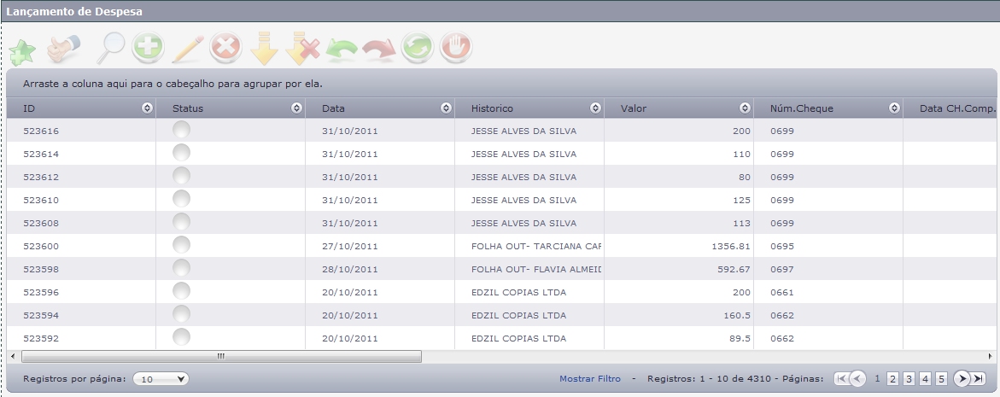 Lançamento de Despesa
Arraste a coluna aqui para o cabeçalho para agrupar por ela.
ID Status Data Historico Valor Núm.Cheque Data CH.Comp.
523616 31/10/2011 JESSE ALVES DA SILVA 200 0699
523614 31/10/2011 JESSE ALVES DA SILVA 110 0699
523612 31/10/2011 JESSE ALVES DA SILVA 80 0699
523610 31/10/2011 JESSE ALVES DA SILVA 125 0699
523608 31/10/2011 JESSE ALVES DA SILVA 113 0699
523600 27/10/2011 FOLHA OUT- TARCIANA CAR 1356.81 0695
523598 28/10/2011 FOLHA OUT- FLAVIA ALMEID 592.67 0697
523596 20/10/2011 EDZIL COPIAS LTDA 200 0661
523594 20/10/2011 EDZIL COPIAS LTDA 160.5 0662
523592 20/10/2011 EDZIL COPIAS LTDA 89.5 0662
Registros por página: 10 Mostrar Filtro - Registros: 1 - 10 de 4310 - Páginas: 1 2 3 4 5